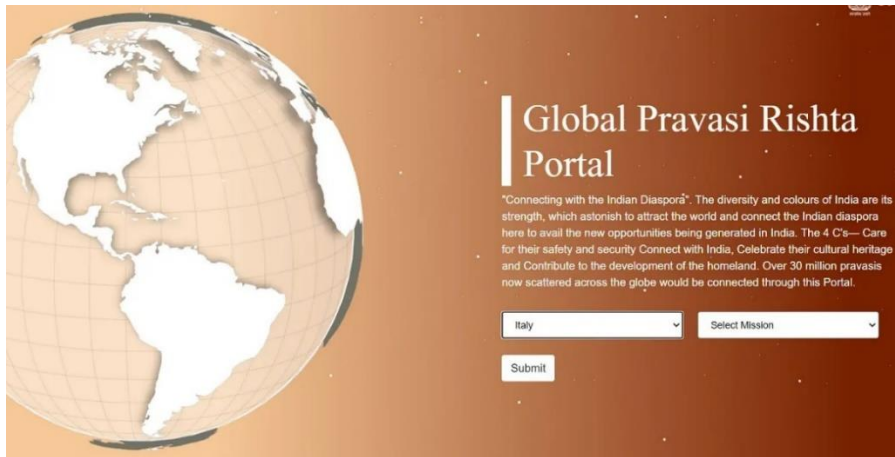 Global Pravasi Rishta
Portal
"Connecting with the Indian Diaspora". The diversity and colours of India are its
strength, which astonish to attract the world and connect the Indian diaspora
here to avail the new opportunities being generated in India. The 4 C's— Care
for their safety and security Connect with India, Celebrate their cultural heritage
and Contribute to the development of the homeland. Over 30 million pravasis
now scattered across the globe would be connected through this Portal.
Italy Select Mission
Submit